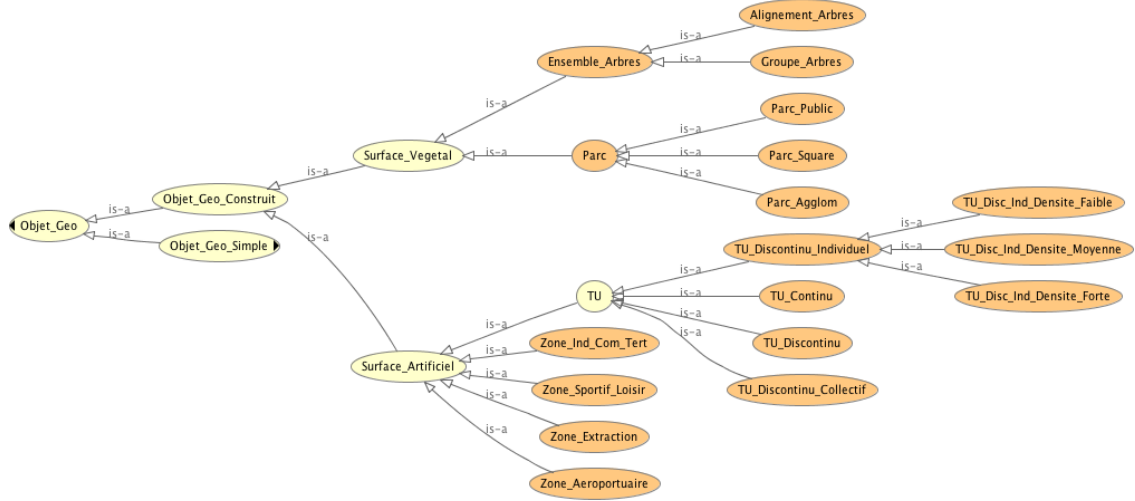 Alignement_Arbres
is-a
Ensemble_Arbres
is-a
Groupe_Arbres
is-a
Parc_Public
is-a
Surface_Vegetal
is-a
Parc
is-a
Parc_Square
is-a
is-a
Objet_Geo_Construit
Parc_Agglom
TU_Disc_Ind_Densite_Faible
is-a
Objet_Geo
is-a
is-a
Objet_Geo_Simple
is-a
TU_Discontinu_Individuel
is-a
TU_Disc_Ind_Densite_Moyenne
is-a
is-a
TU
is-a
TU_Continu
TU_Disc_Ind_Densite_Forte
is-a
is-a
is-a
Zone_Ind_Com_Tert
TU_Discontinu
is-a
Surface_Artificiel
is-a
Zone_Sportif_Loisir
TU_Discontinu_Collectif
is-a
Zone_Extraction
is-a
Zone_Aeroportuaire